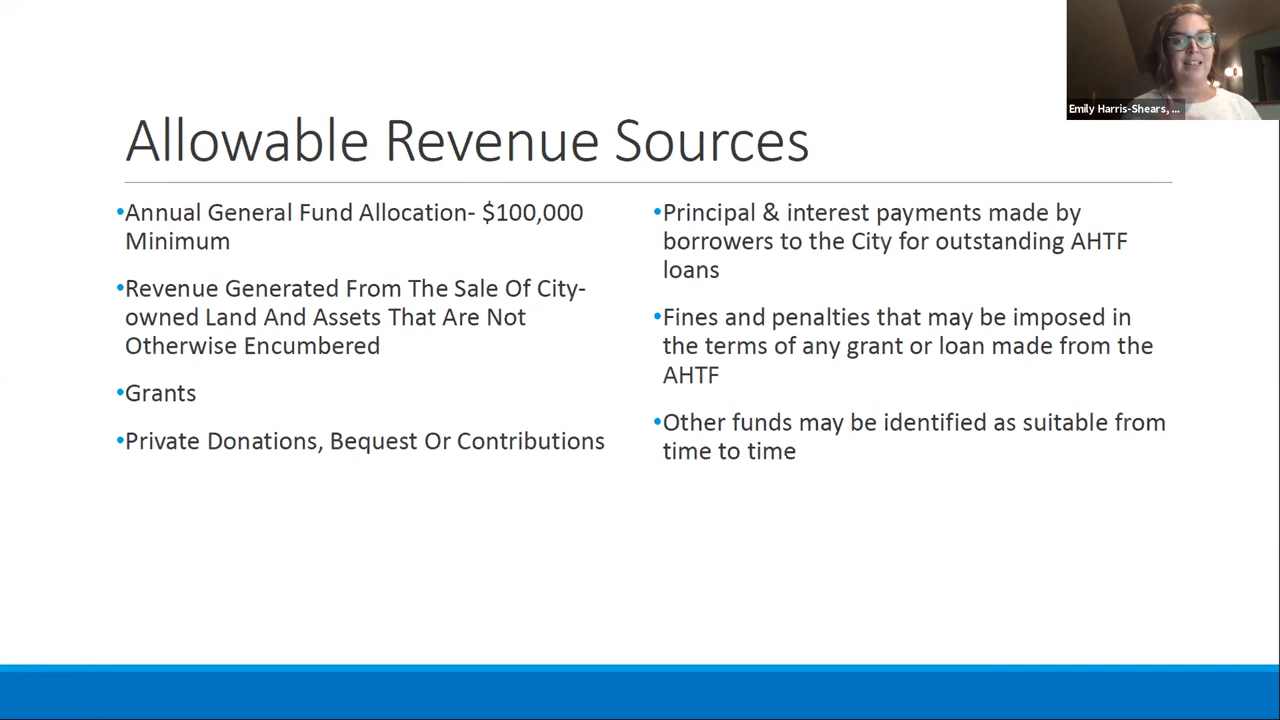 Emily Harris-Shears, ...
Allowable Revenue Sources
•Annual General Fund Allocation- $100,000
Minimum
•Revenue Generated From The Sale Of City-
owned Land And Assets That Are Not
Otherwise Encumbered
•Grants
•Private Donations, Bequest Or Contributions
•Principal & interest payments made by
borrowers to the City for outstanding AHTF
loans
•Fines and penalties that may be imposed in
the terms of any grant or loan made from the
AHTF
•Other funds may be identified as suitable from
time to time